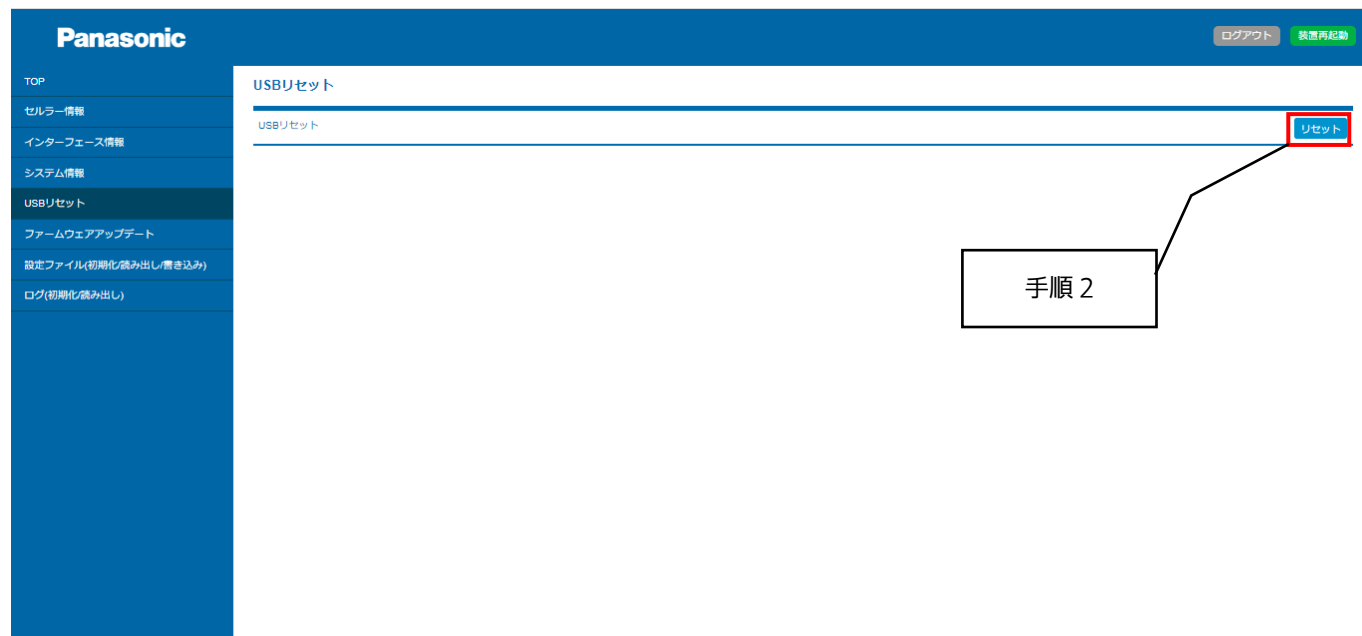 Panasonic
ログアウト
装置再起動
TOP
セルラー情報
インターフェース情報
システム情報
USBリセット
ファームウェアアップデート
設定ファイル(初期化/読み出し/書き込み)
ログ(初期化/読み出し)
USBリセット
USBリセット
リセット
手順２